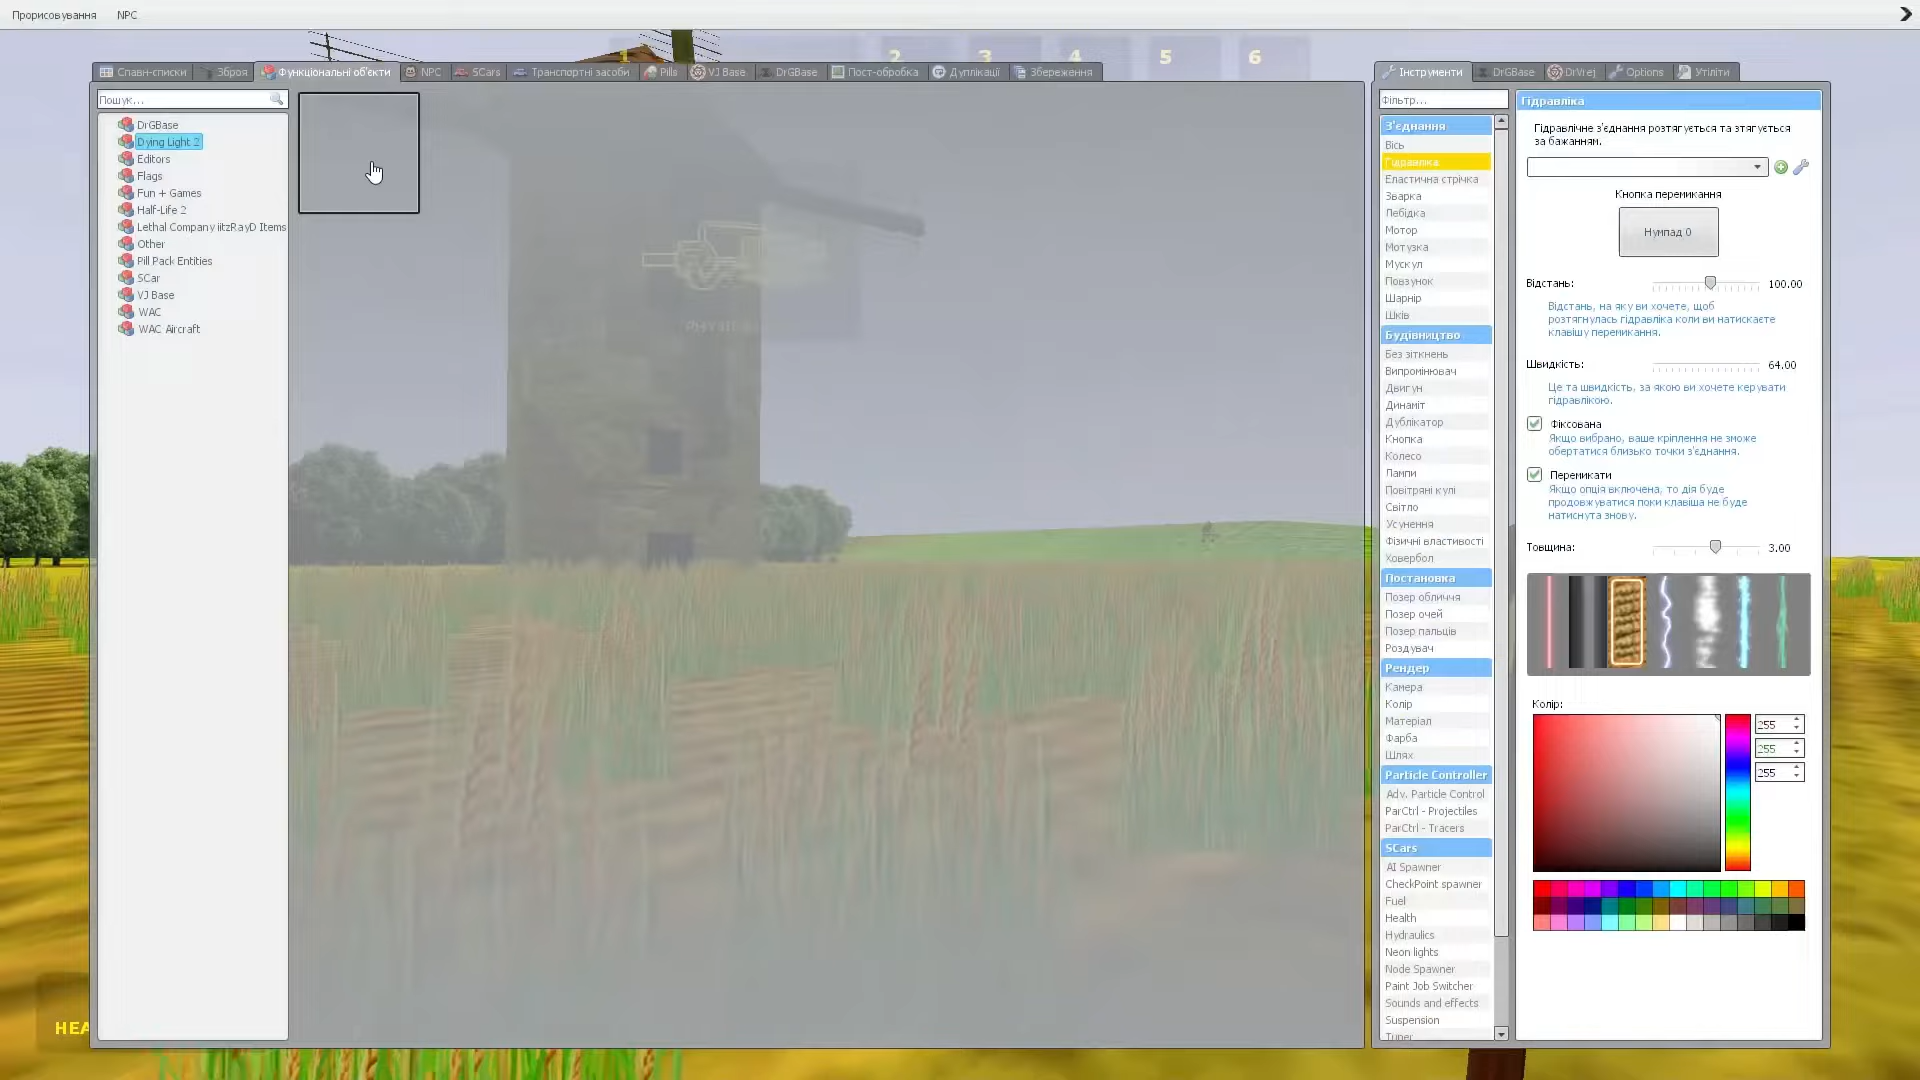 Прорисовування NPC
1 2 3 4 5 6
Спавн-списки Зброя Функціональні об'єкти NPC SCars Транспортні засоби Pills VJ Base DrGBase Пост-обробка Дуплікації Збереження
Пошук...
DrGBase
Dying Light 2
Editors
Flags
Fun + Games
Half-Life 2
Lethal Company iitzRayD Items
Other
Pill Pack Entities
SCar
VJ Base
WAC
WAC Aircraft
HEA
Інструменти DrGBase DrVrej Options Утиліти
Фільтр...
З'єднання
Вісь
Гідравліка
Еластична стрічка
Зварка
Лебідка
Мотор
Мотузка
Мускул
Повзунок
Шарнір
Шків
Будівництво
Без зіткнень
Випромінювач
Двигун
Динаміт
Дублікатор
Кнопка
Колесо
Лампи
Повітряні кулі
Світло
Усунення
Фізичні властивості
Ховербол
Постановка
Позер обличчя
Позер очей
Позер пальців
Роздувач
Рендер
Камера
Колір
Матеріал
Фарба
Шлях
Particle Controller
Adv. Particle Control
ParCtrl - Projectiles
ParCtrl - Tracers
SCars
AI Spawner
CheckPoint spawner
Fuel
Health
Hydraulics
Neon lights
Node Spawner
Paint Job Switcher
Sounds and effects
Suspension
Tuner
Гідравліка
Гідравлічне з'єднання розтягується та зтягується
за бажанням.
Кнопка перемикання
Нумпад 0
Відстань: 100.00
Відстань, на яку ви хочете, щоб
розтягнулась гідравліка коли ви натискаєте
клавішу перемикання.
Швидкість: 64.00
Це та швидкість, за якою ви хочете керувати
гідравлікою.
Фіксована
Якщо вибрано, ваше кріплення не зможе
обертатися близько точки з'єднання.
Перемикати
Якщо опція включена, то дія буде
продовжуватися поки клавіша не буде
натиснута знову.
Товщина: 3.00
Колір:
255
255
255